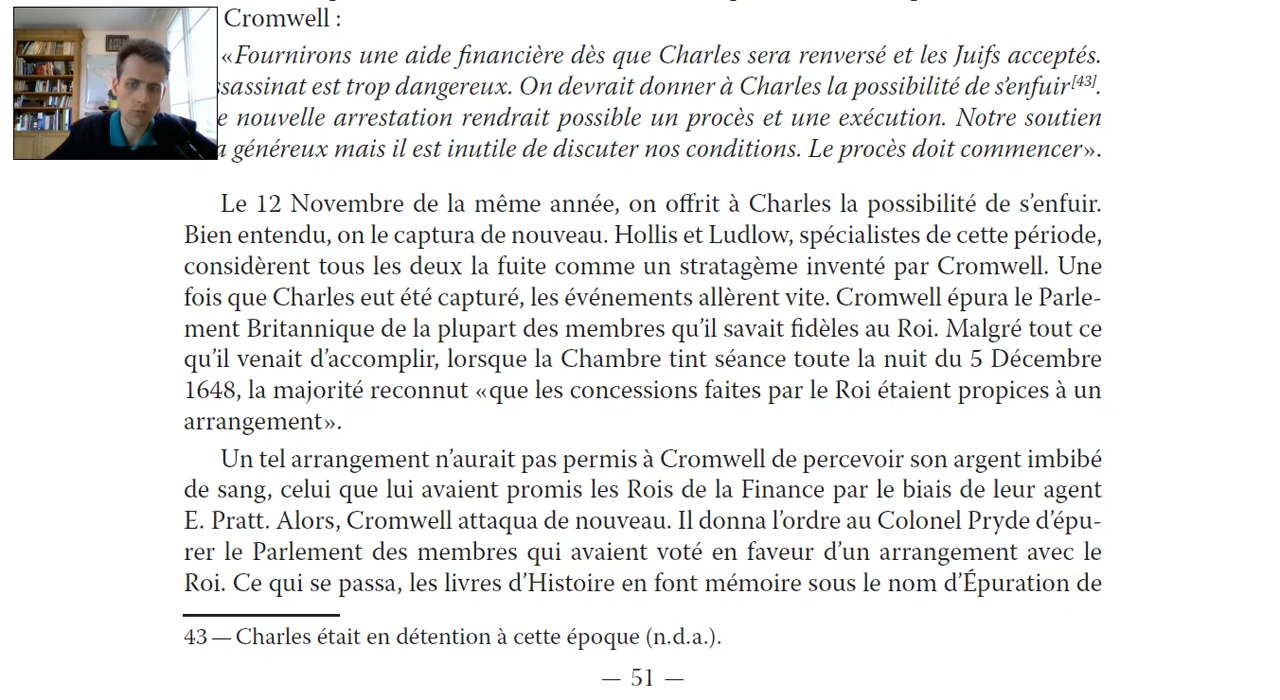 Cromwell :
«Fournirons une aide financière dès que Charles sera renversé et les Juifs acceptés.
ssassinat est trop dangereux. On devrait donner à Charles la possibilité de s'enfuir[43].
e nouvelle arrestation rendrait possible un procès et une exécution. Notre soutien
a généreux mais il est inutile de discuter nos conditions. Le procès doit commencer».
Le 12 Novembre de la même année, on offrit à Charles la possibilité de s'enfuir.
Bien entendu, on le captura de nouveau. Hollis et Ludlow, spécialistes de cette période,
considèrent tous les deux la fuite comme un stratagème inventé par Cromwell. Une
fois que Charles eut été capturé, les événements allèrent vite. Cromwell épura le Parle-
ment Britannique de la plupart des membres qu'il savait fidèles au Roi. Malgré tout ce
qu'il venait d'accomplir, lorsque la Chambre tint séance toute la nuit du 5 Décembre
1648, la majorité reconnut «que les concessions faites par le Roi étaient propices à un
arrangement».
Un tel arrangement n'aurait pas permis à Cromwell de percevoir son argent imbibé
de sang, celui que lui avaient promis les Rois de la Finance par le biais de leur agent
E. Pratt. Alors, Cromwell attaqua de nouveau. Il donna l'ordre au Colonel Pryde d'épu-
rer le Parlement des membres qui avaient voté en faveur d'un arrangement avec le
Roi. Ce qui se passa, les livres d'Histoire en font mémoire sous le nom d'Épuration de
43 — Charles était en détention à cette époque (n.d.a.).
— 51 —